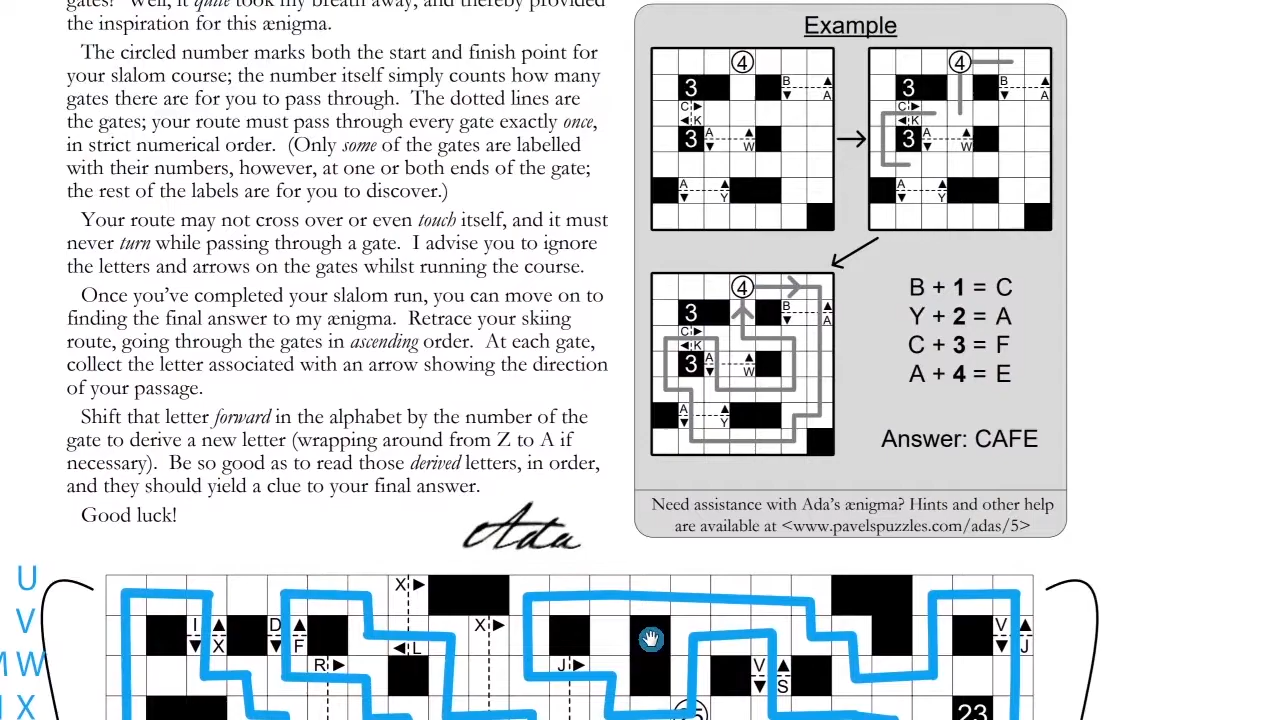 gates? Well, it quite took my breath away, and thereby provided
the inspiration for this ænigma.
The circled number marks both the start and finish point for
your slalom course; the number itself simply counts how many
gates there are for you to pass through. The dotted lines are
the gates; your route must pass through every gate exactly once,
in strict numerical order. (Only some of the gates are labelled
with their numbers, however, at one or both ends of the gate;
the rest of the labels are for you to discover.)
Your route may not cross over or even touch itself, and it must
never turn while passing through a gate. I advise you to ignore
the letters and arrows on the gates whilst running the course.
Once you've completed your slalom run, you can move on to
finding the final answer to my ænigma. Retrace your skiing
route, going through the gates in ascending order. At each gate,
collect the letter associated with an arrow showing the direction
of your passage.
Shift that letter forward in the alphabet by the number of the
gate to derive a new letter (wrapping around from Z to A if
necessary). Be so good as to read those derived letters, in order,
and they should yield a clue to your final answer.
Good luck!
Ada
Example
4
3 B ▼ ▲ A
C ► ◄ K
3 A ▼ ▲ W
A ▼ ▲ Y
4
3 B ▼ ▲ A
C ► ◄ K
3 A ▼ ▲ W
A ▼ ▲ Y
4
3 B ▼ ▲ A
C ► ◄ K
3 A ▼ ▲ W
A ▼ ▲ Y
B + 1 = C
Y + 2 = A
C + 3 = F
A + 4 = E
Answer: CAFE
Need assistance with Ada's ænigma? Hints and other help
are available at <www.pavelspuzzles.com/adas/5>
U
V
W
X
X ►
I ▼ ▲ X D ▼ ▲ F ◄ L X ► V ▼ ▲ J
R ► J ► V ▼ ▲ S
23